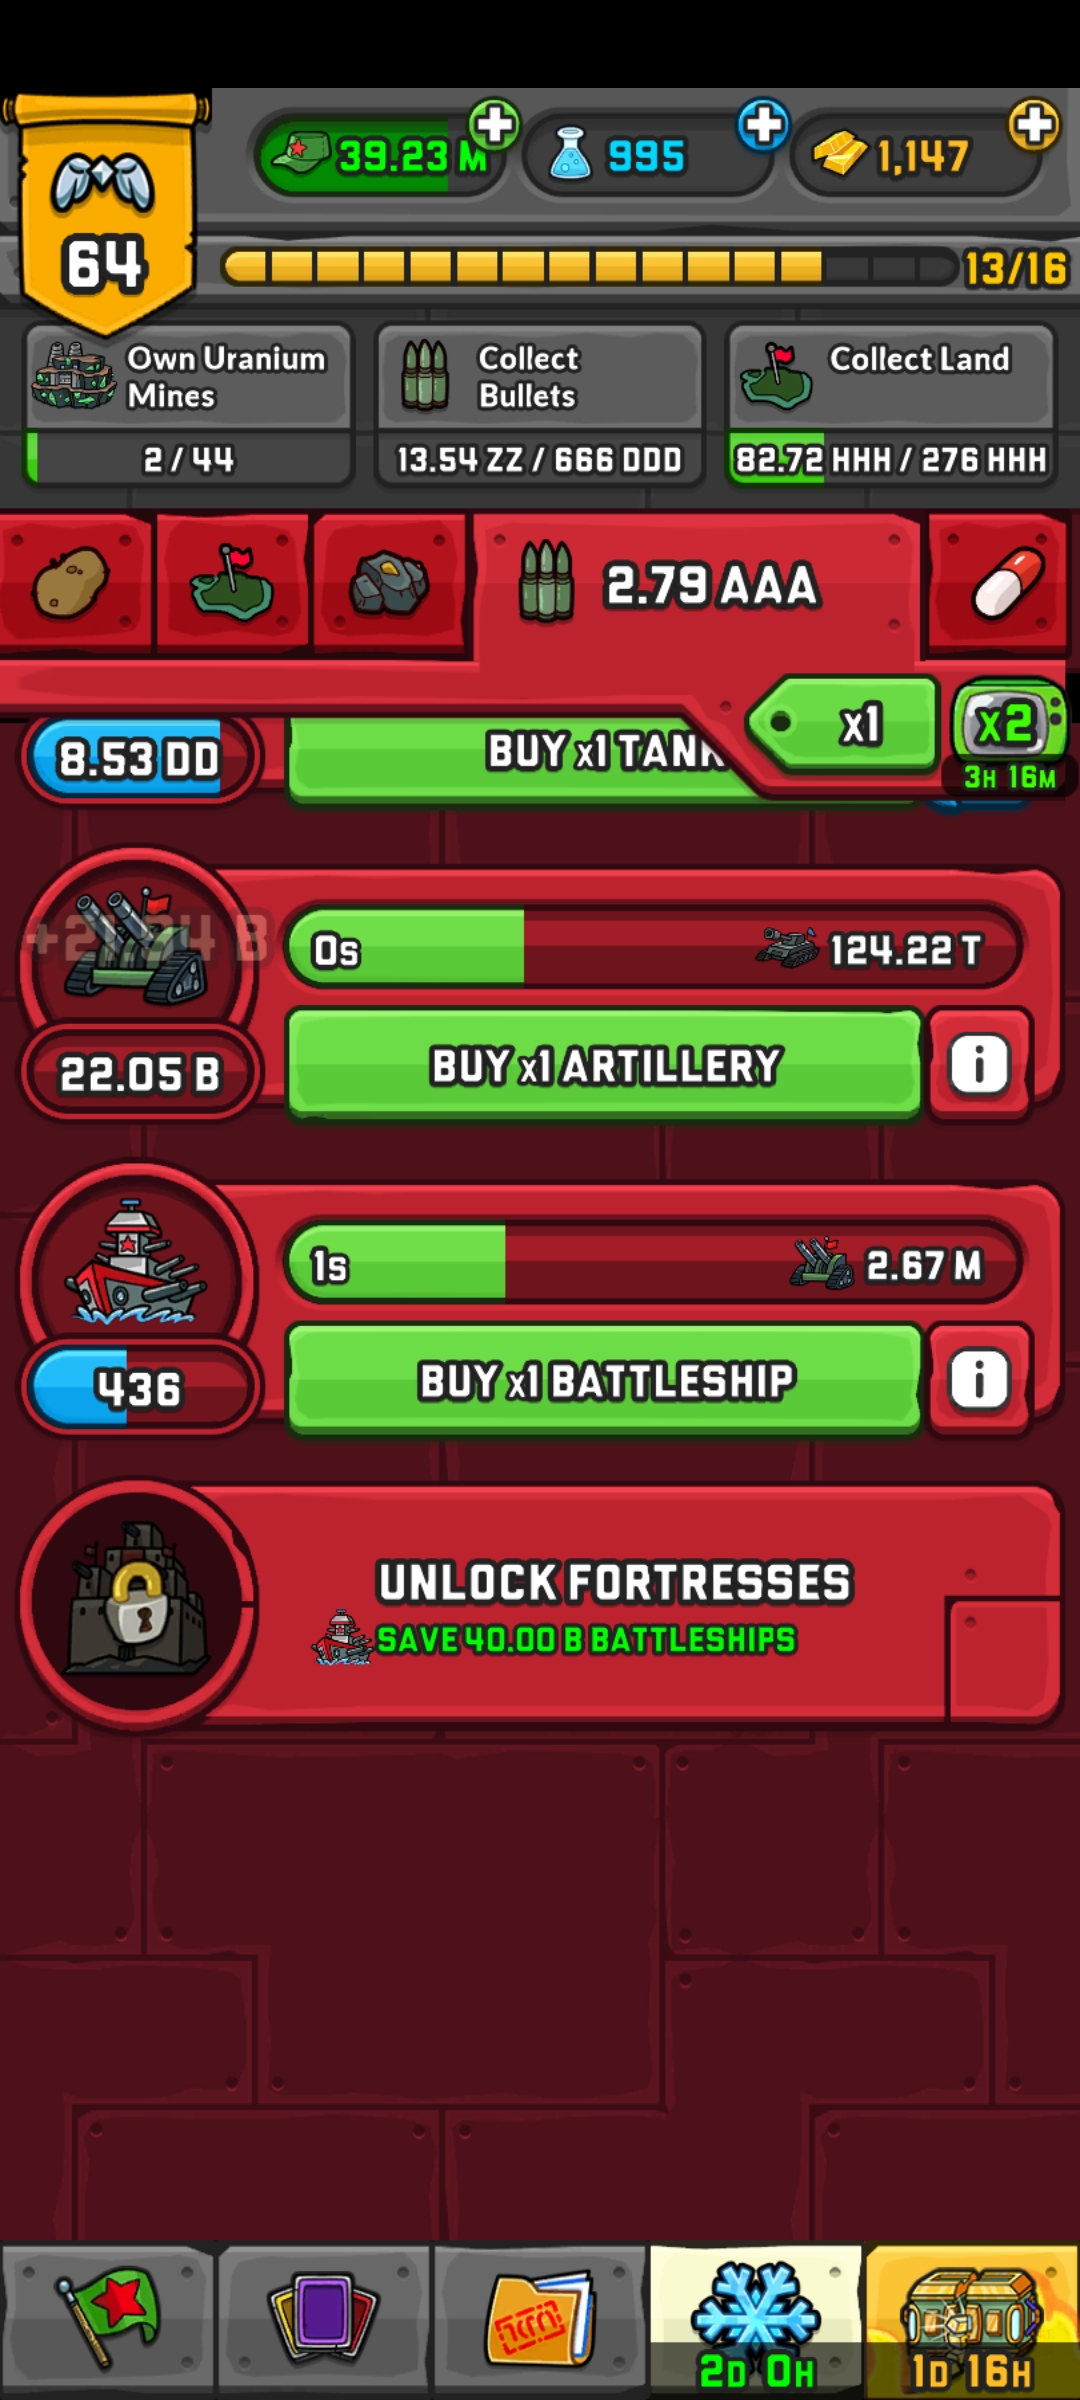 39.23 M
995
1,147
64
13/16
Own Uranium
Mines
2 / 44
Collect
Bullets
13.54 ZZ / 666 DDD
Collect Land
82.72 HHH / 276 HHH
2.79 AAA
x1
x2
3H 16M
8.53 DD
BUY x1 TANK
0s
124.22 T
22.05 B
BUY x1 ARTILLERY
i
1s
2.67 M
436
BUY x1 BATTLESHIP
i
UNLOCK FORTRESSES
SAVE 40.00 B BATTLESHIPS
2D 0H
1D 16H